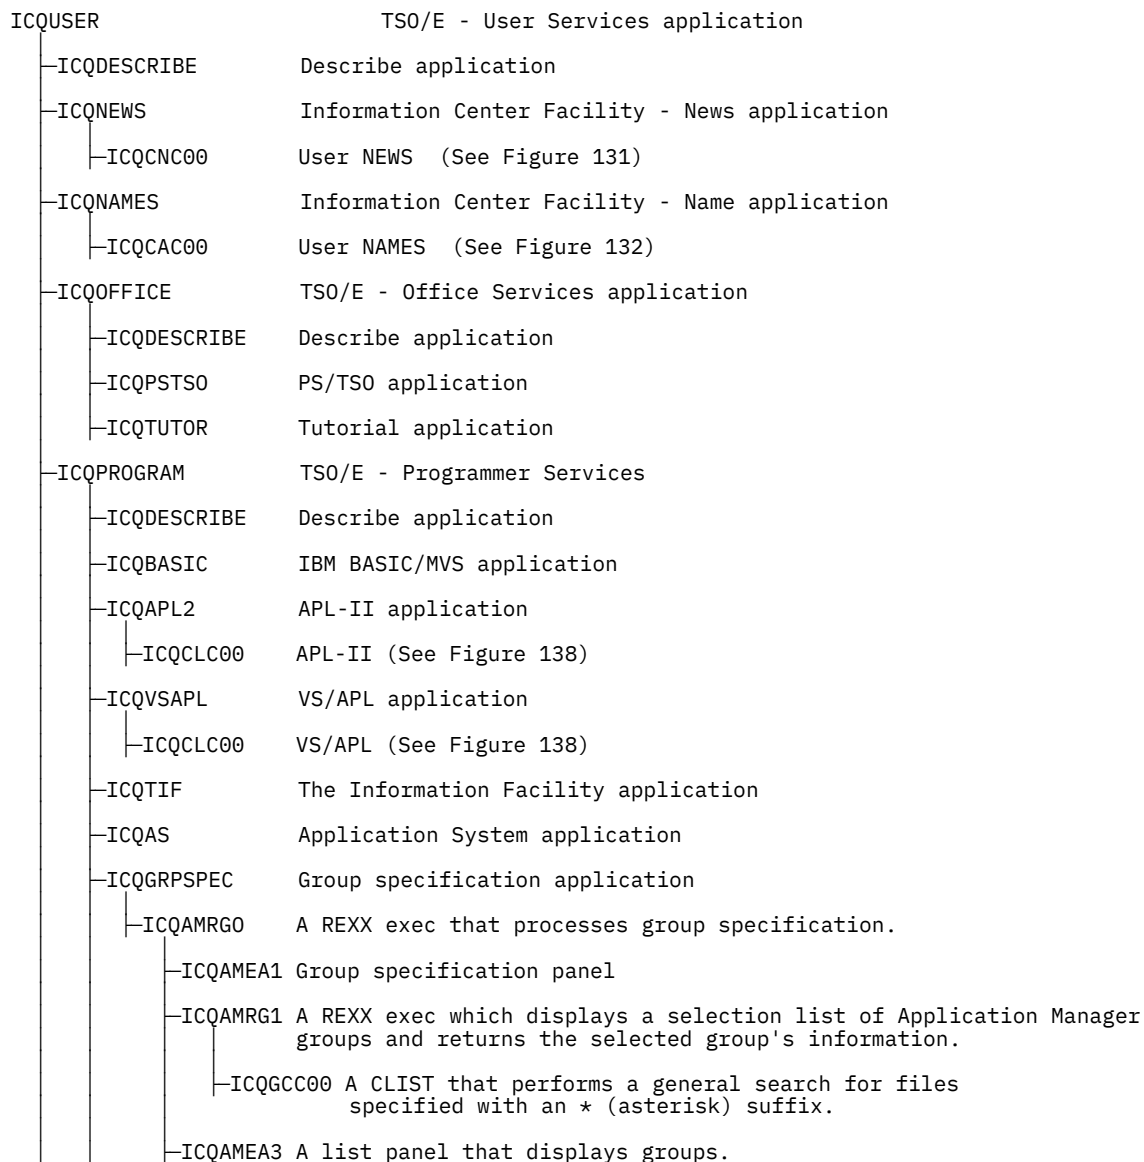 ICQUSER TSO/E - User Services application
ICQDESCRIBE Describe application
ICQNEWS Information Center Facility - News application
ICQCNC00 User NEWS (See Figure 131)
ICQNAMES Information Center Facility - Name application
ICQCAC00 User NAMES (See Figure 132)
ICQOFFICE TSO/E - Office Services application
ICQDESCRIBE Describe application
ICQPSTSO PS/TSO application
ICQTUTOR Tutorial application
ICQPROGRAM TSO/E - Programmer Services
ICQDESCRIBE Describe application
ICQBASIC IBM BASIC/MVS application
ICQAPL2 APL-II application
ICQCLC00 APL-II (See Figure 138)
ICQVSAPL VS/APL application
ICQCLC00 VS/APL (See Figure 138)
ICQTIF The Information Facility application
ICQAS Application System application
ICQGRPSPEC Group specification application
ICQAMRGO A REXX exec that processes group specification.
ICQAMEA1 Group specification panel
ICQAMRG1 A REXX exec which displays a selection list of Application Manager
groups and returns the selected group's information.
ICQGCC00 A CLIST that performs a general search for files
specified with an * (asterisk) suffix.
ICQAMEA3 A list panel that displays groups.